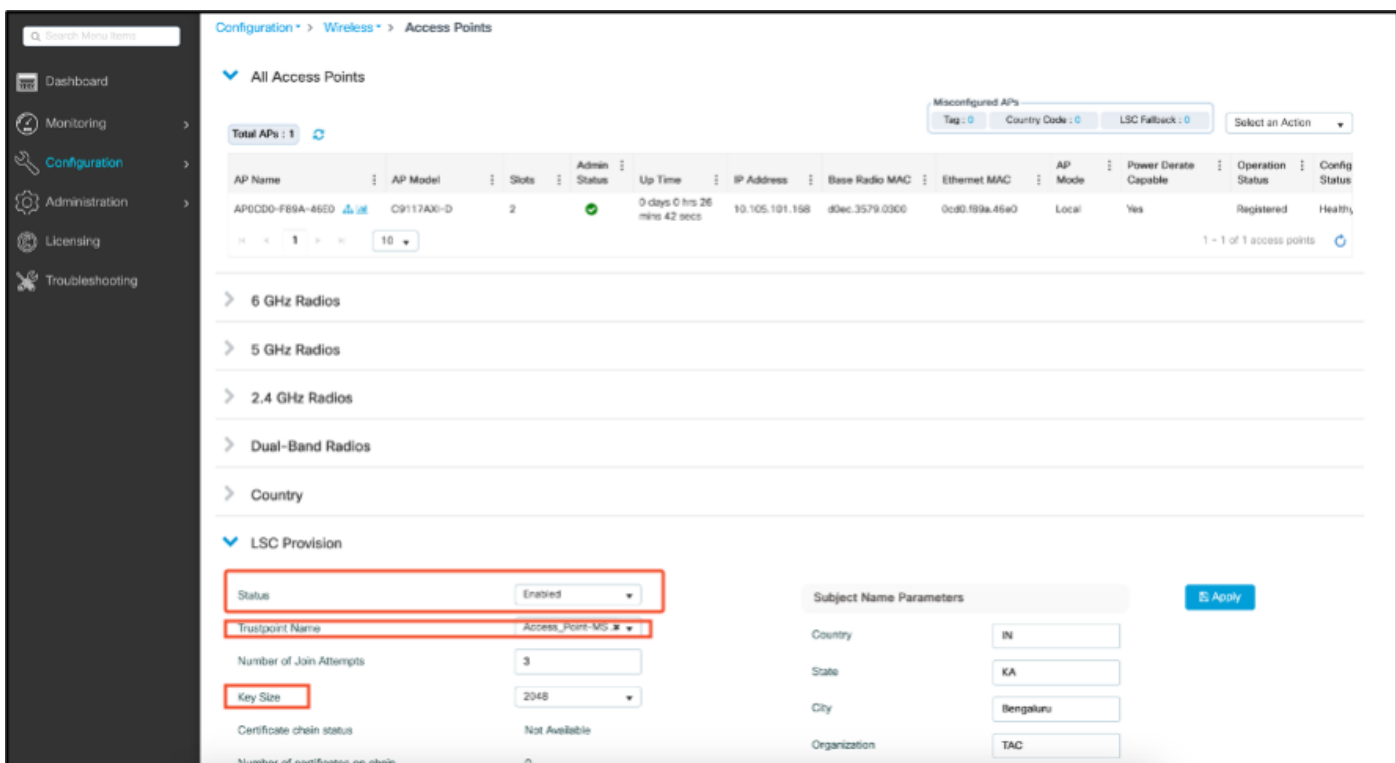 Search Menu Items
Dashboard
Monitoring
Configuration
Administration
Licensing
Troubleshooting
Configuration > Wireless > Access Points
All Access Points
Misconfigured APs
Total APs : 1
Tag : 0 Country Code : 0 LSC Fallback : 0 Select an Action
AP Name AP Model Slots Admin Status Up Time IP Address Base Radio MAC Ethernet MAC AP Mode Power Derate Capable Operation Status Config Status
AP0CD0-F89A-46E0 C9117AXI-D 2 0 days 0 hrs 26 mins 42 secs 10.105.101.168 d0ec.3579.0300 0cd0.f89a.46e0 Local Yes Registered Healthy
1 10 1 - 1 of 1 access points
6 GHz Radios
5 GHz Radios
2.4 GHz Radios
Dual-Band Radios
Country
LSC Provision
Status Enabled
Trustpoint Name Access_Point-MS
Number of Join Attempts 3
Key Size 2048
Certificate chain status Not Available
Number of certificates on chain 0
Subject Name Parameters
Apply
Country IN
State KA
City Bengaluru
Organization TAC